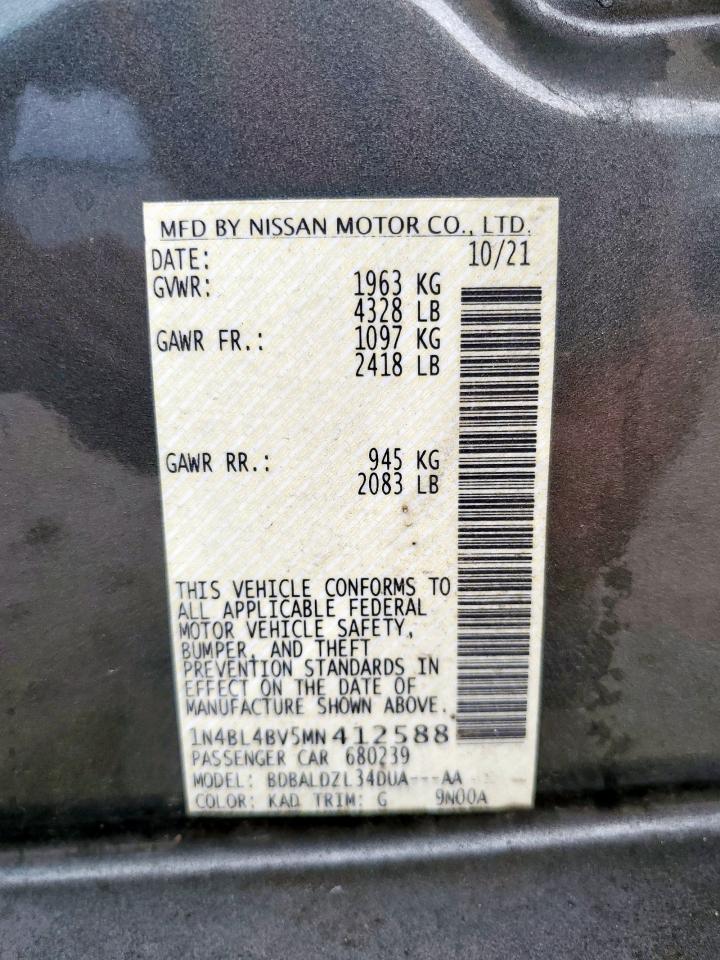 MFD BY NISSAN MOTOR CO., LTD.
DATE: 10/21
GVWR: 1963 KG
4328 LB
GAWR FR.: 1097 KG
2418 LB
GAWR RR.: 945 KG
2083 LB
THIS VEHICLE CONFORMS TO
ALL APPLICABLE FEDERAL
MOTOR VEHICLE SAFETY,
BUMPER, AND THEFT
PREVENTION STANDARDS IN
EFFECT ON THE DATE OF
MANUFACTURE SHOWN ABOVE.
1N4BL4BV5MN412588
PASSENGER CAR 680239
MODEL: BDBALDZL34DUA---AA
COLOR: KAD TRIM: G 9N00A